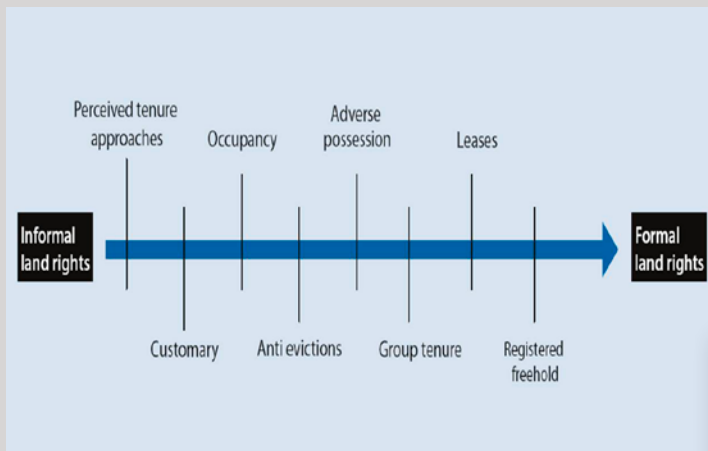 Perceived tenure
approaches
Occupancy
Adverse
possession
Leases
Informal
land rights
Formal
land rights
Customary
Anti evictions
Group tenure
Registered
freehold